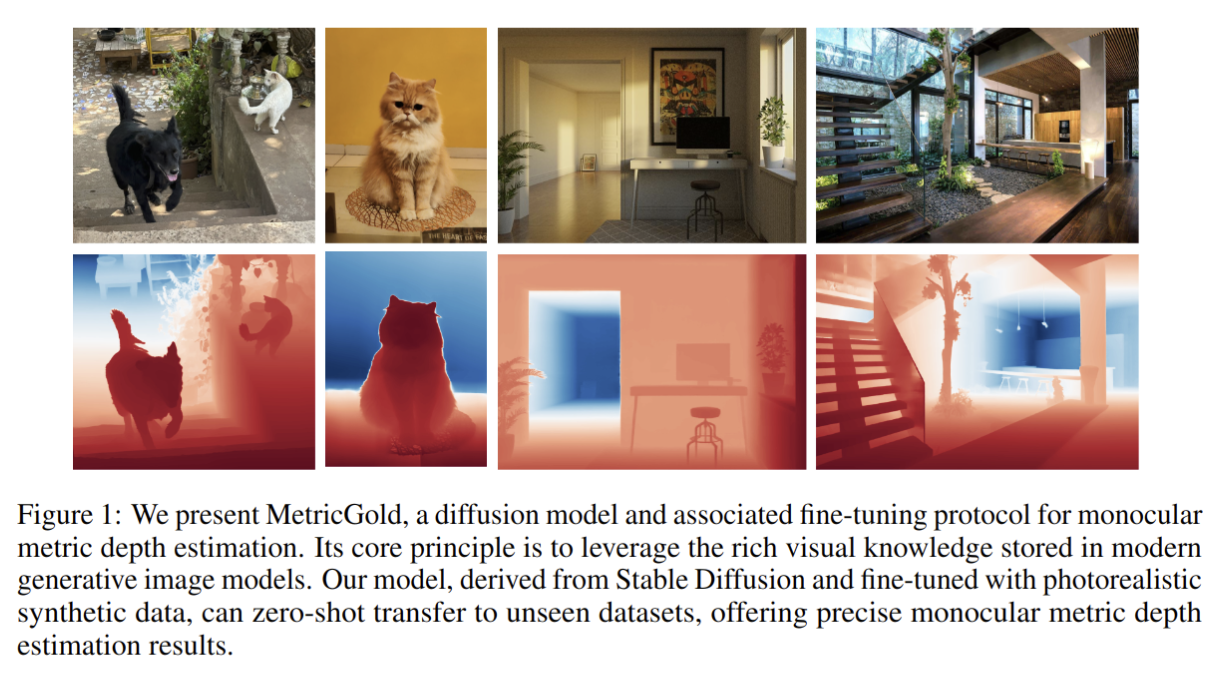 THE HEART OF
Figure 1: We present MetricGold, a diffusion model and associated fine-tuning protocol for monocular
metric depth estimation. Its core principle is to leverage the rich visual knowledge stored in modern
generative image models. Our model, derived from Stable Diffusion and fine-tuned with photorealistic
synthetic data, can zero-shot transfer to unseen datasets, offering precise monocular metric depth
estimation results.